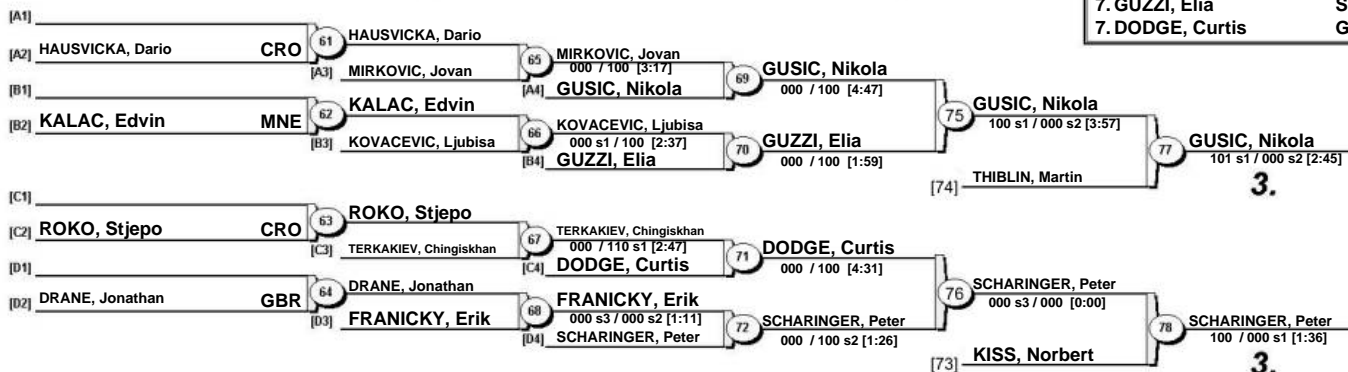 7. GUZZI, Elia S
7. DODGE, Curtis G
[A1]
[A2] HAUSVICKA, Dario CRO
61
HAUSVICKA, Dario
[A3] MIRKOVIC, Jovan
65
MIRKOVIC, Jovan
000 / 100 [3:17]
[A4] GUSIC, Nikola
69
GUSIC, Nikola
000 / 100 [4:47]
[B1]
[B2] KALAC, Edvin MNE
62
KALAC, Edvin
[B3] KOVACEVIC, Ljubisa
66
KOVACEVIC, Ljubisa
000 s1 / 100 [2:37]
[B4] GUZZI, Elia
70
GUZZI, Elia
000 / 100 [1:59]
75
GUSIC, Nikola
100 s1 / 000 s2 [3:57]
[74] THIBLIN, Martin
77
GUSIC, Nikola
101 s1 / 000 s2 [2:45]
3.
[C1]
[C2] ROKO, Stjepo CRO
63
ROKO, Stjepo
[C3] TERKAKIEV, Chingiskhan
67
TERKAKIEV, Chingiskhan
000 / 110 s1 [2:47]
[C4] DODGE, Curtis
71
DODGE, Curtis
000 / 100 [4:31]
[D1]
[D2] DRANE, Jonathan GBR
64
DRANE, Jonathan
[D3] FRANICKY, Erik
68
FRANICKY, Erik
000 s3 / 000 s2 [1:11]
[D4] SCHARINGER, Peter
72
SCHARINGER, Peter
000 / 100 s2 [1:26]
76
SCHARINGER, Peter
000 s3 / 000 [0:00]
[73] KISS, Norbert
78
SCHARINGER, Peter
100 / 000 s1 [1:36]
3.